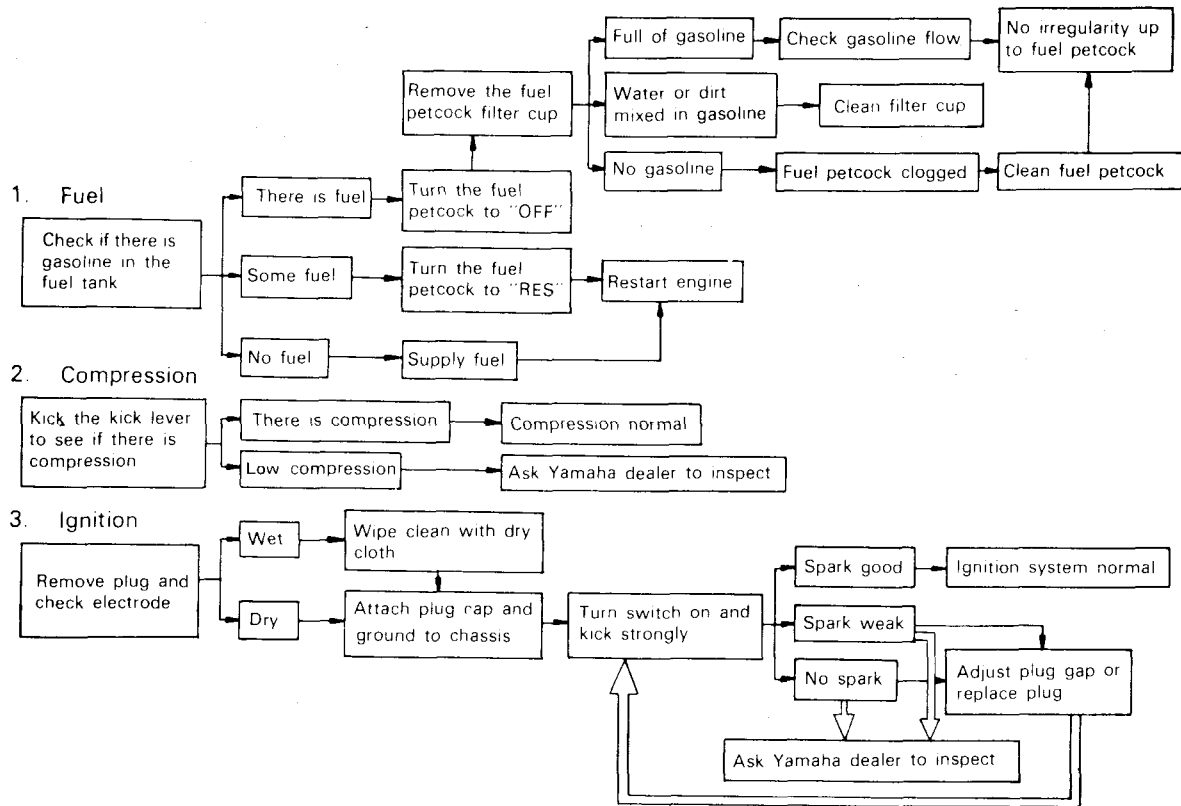 Full of gasoline
Check gasoline flow
No irregularity up
to fuel petcock
Remove the fuel
petcock filter cup
Water or dirt
mixed in gasoline
Clean filter cup
No gasoline
Fuel petcock clogged
Clean fuel petcock
1. Fuel
There is fuel
Turn the fuel
petcock to "OFF"
Check if there is
gasoline in the
fuel tank
Some fuel
Turn the fuel
petcock to "RES"
Restart engine
No fuel
Supply fuel
2. Compression
Kick the kick lever
to see if there is
compression
There is compression
Compression normal
Low compression
Ask Yamaha dealer to inspect
3. Ignition
Remove plug and
check electrode
Wet
Wipe clean with dry
cloth
Dry
Attach plug cap and
ground to chassis
Turn switch on and
kick strongly
Spark good
Ignition system normal
Spark weak
No spark
Adjust plug gap or
replace plug
Ask Yamaha dealer to inspect